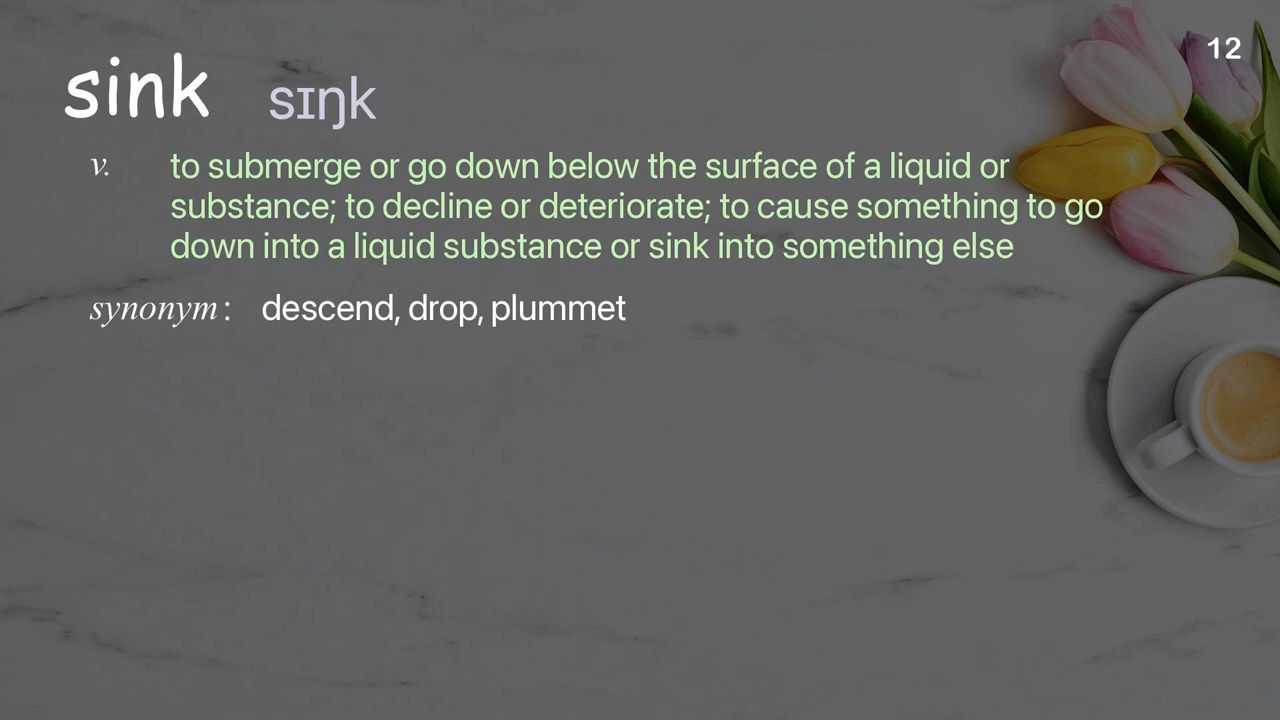 12
sink sɪŋk
v. to submerge or go down below the surface of a liquid or
substance; to decline or deteriorate; to cause something to go
down into a liquid substance or sink into something else
synonym: descend, drop, plummet